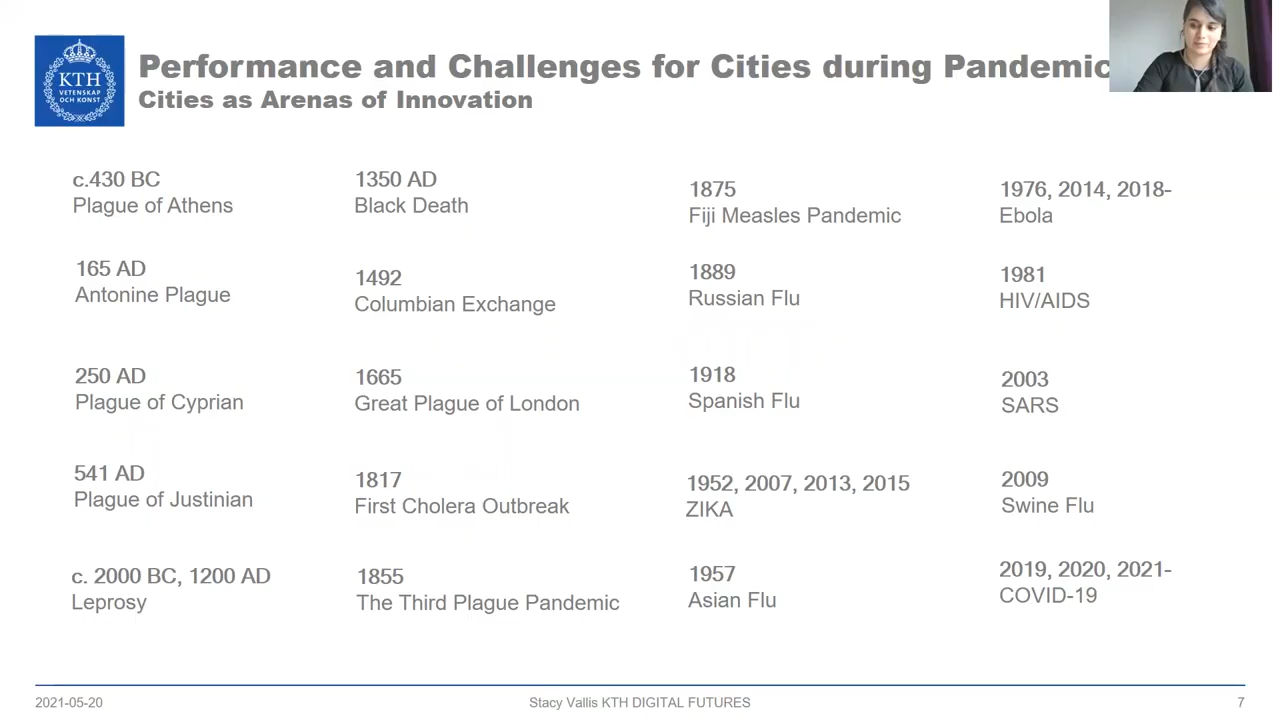 KTH
VETENSKAP
OCH KONST
Performance and Challenges for Cities during Pandemic
Cities as Arenas of Innovation
c.430 BC
Plague of Athens
165 AD
Antonine Plague
250 AD
Plague of Cyprian
541 AD
Plague of Justinian
c. 2000 BC, 1200 AD
Leprosy
1350 AD
Black Death
1492
Columbian Exchange
1665
Great Plague of London
1817
First Cholera Outbreak
1855
The Third Plague Pandemic
1875
Fiji Measles Pandemic
1889
Russian Flu
1918
Spanish Flu
1952, 2007, 2013, 2015
ZIKA
1957
Asian Flu
1976, 2014, 2018-
Ebola
1981
HIV/AIDS
2003
SARS
2009
Swine Flu
2019, 2020, 2021-
COVID-19
2021-05-20
Stacy Vallis KTH DIGITAL FUTURES
7